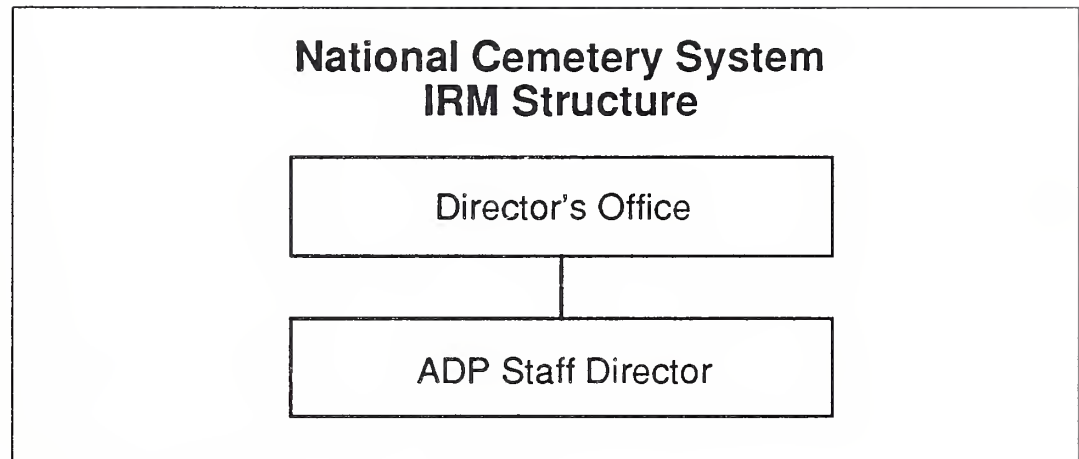 National Cemetery System
IRM Structure
Director's Office
ADP Staff Director